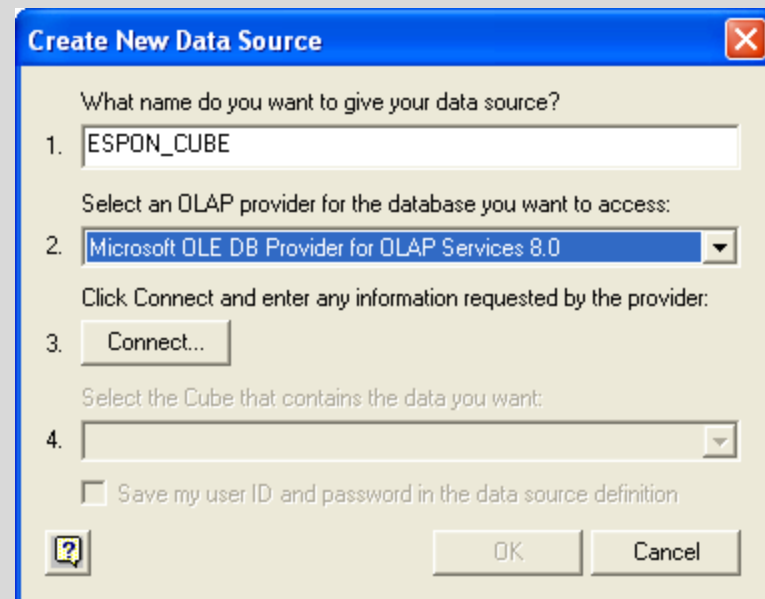 Create New Data Source
What name do you want to give your data source?
1. ESPON_CUBE
Select an OLAP provider for the database you want to access:
2. Microsoft OLE DB Provider for OLAP Services 8.0
Click Connect and enter any information requested by the provider:
3. Connect...
Select the Cube that contains the data you want:
4.
Save my user ID and password in the data source definition
? OK Cancel